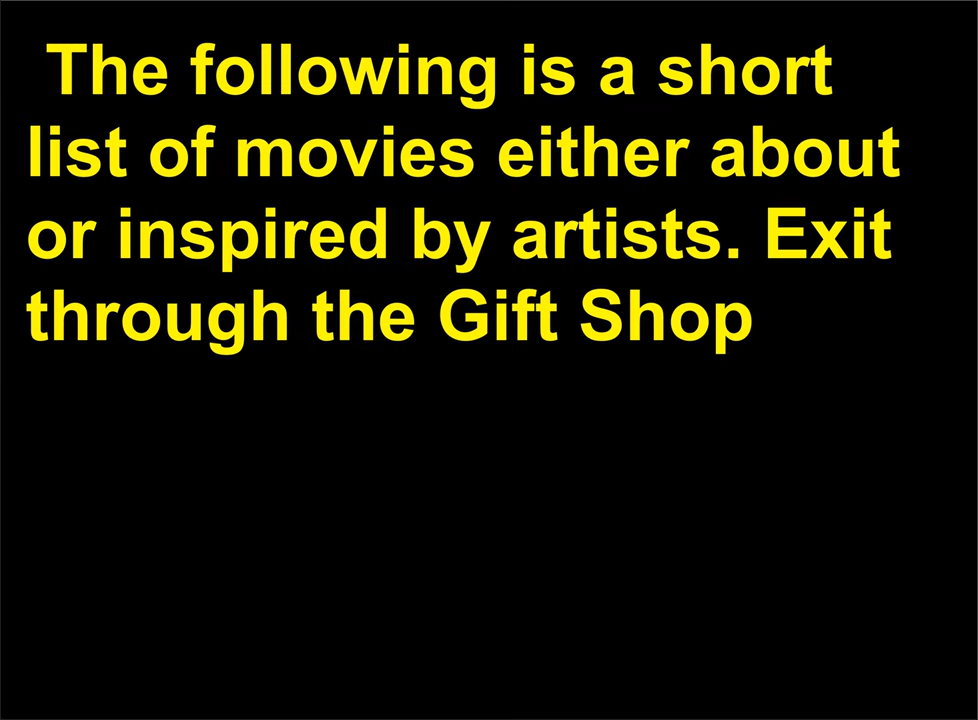 The following is a short
list of movies either about
or inspired by artists. Exit
through the Gift Shop